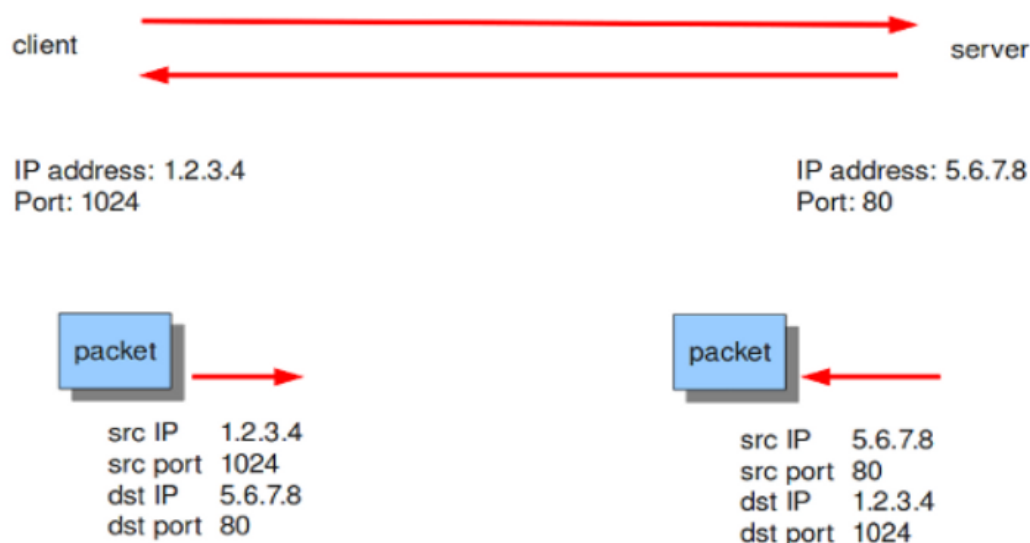 client
server
IP address: 1.2.3.4
Port: 1024
IP address: 5.6.7.8
Port: 80
packet
src IP 1.2.3.4
src port 1024
dst IP 5.6.7.8
dst port 80
packet
src IP 5.6.7.8
src port 80
dst IP 1.2.3.4
dst port 1024